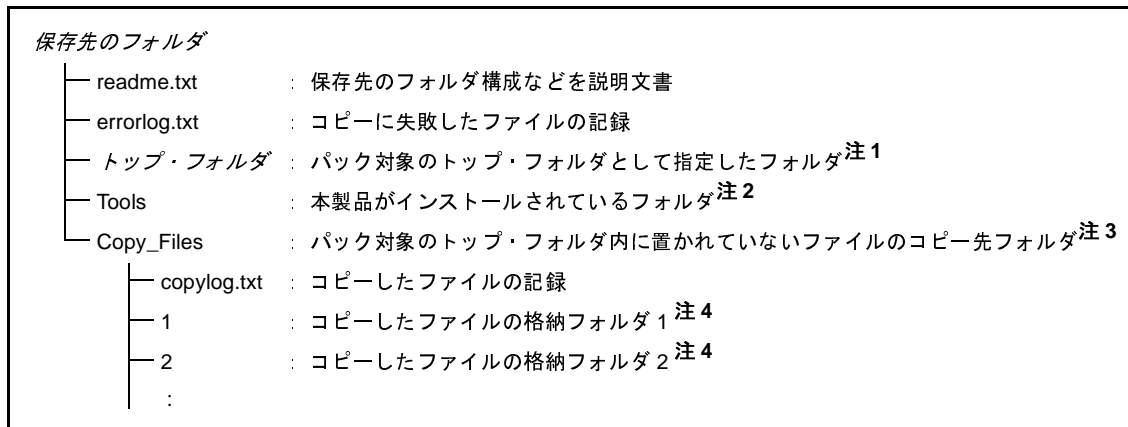 保存先のフォルダ
readme.txt : 保存先のフォルダ構成などを説明文書
errorlog.txt : コピーに失敗したファイルの記録
トップ・フォルダ : パック対象のトップ・フォルダとして指定したフォルダ注 1
Tools : 本製品がインストールされているフォルダ注 2
Copy_Files : パック対象のトップ・フォルダ内に置かれていないファイルのコピー先フォルダ注 3
copylog.txt : コピーしたファイルの記録
1 : コピーしたファイルの格納フォルダ 1 注 4
2 : コピーしたファイルの格納フォルダ 2 注 4
: